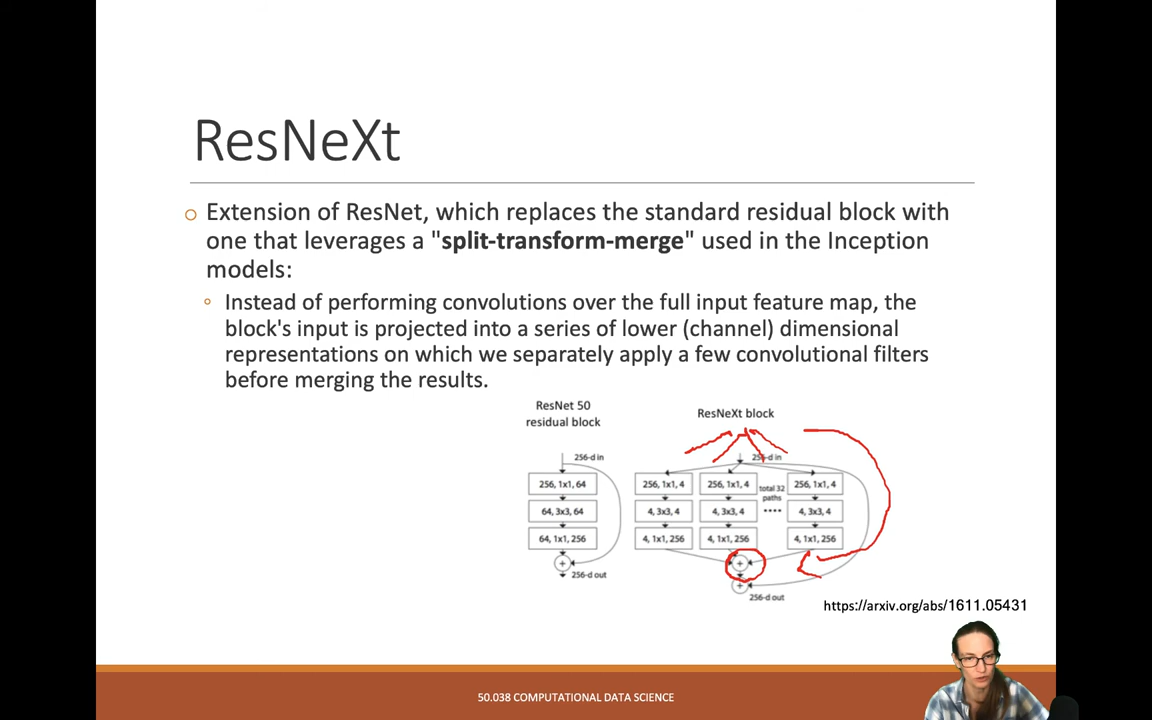 ResNeXt
o Extension of ResNet, which replaces the standard residual block with
one that leverages a "split-transform-merge" used in the Inception
models:
◦ Instead of performing convolutions over the full input feature map, the
block's input is projected into a series of lower (channel) dimensional
representations on which we separately apply a few convolutional filters
before merging the results.
ResNet 50
residual block
256-d in
256, 1x1, 64
64, 3x3, 64
64, 1x1, 256
+
256-d out
ResNeXt block
256-d in
256, 1x1, 4
256, 1x1, 4
total 32
paths
256, 1x1, 4
4, 3x3, 4
4, 3x3, 4
....
4, 3x3, 4
4, 1x1, 256
4, 1x1, 256
4, 1x1, 256
+
+
256-d out
https://arxiv.org/abs/1611.05431
50.038 COMPUTATIONAL DATA SCIENCE